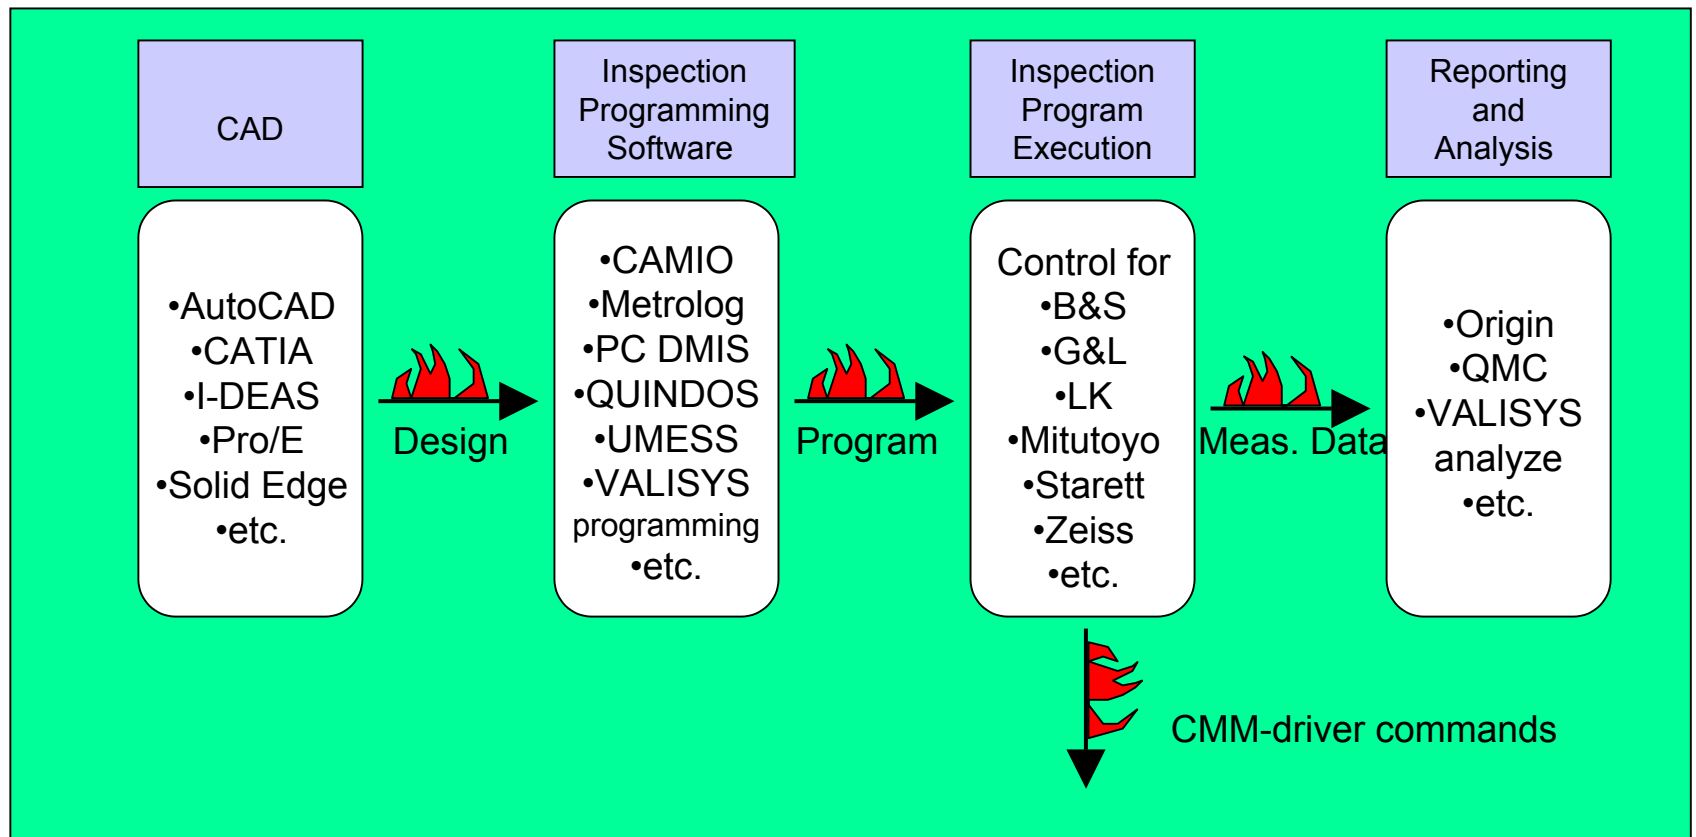 CAD
Inspection
Programming
Software
Inspection
Program
Execution
Reporting
and
Analysis
•AutoCAD
•CATIA
•I-DEAS
•Pro/E
•Solid Edge
•etc.
Design
•CAMIO
•Metrolog
•PC DMIS
•QUINDOS
•UMESS
•VALISYS
programming
•etc.
Program
Control for
•B&S
•G&L
•LK
•Mitutoyo
•Starett
•Zeiss
•etc.
Meas. Data
•Origin
•QMC
•VALISYS
analyze
•etc.
CMM-driver commands